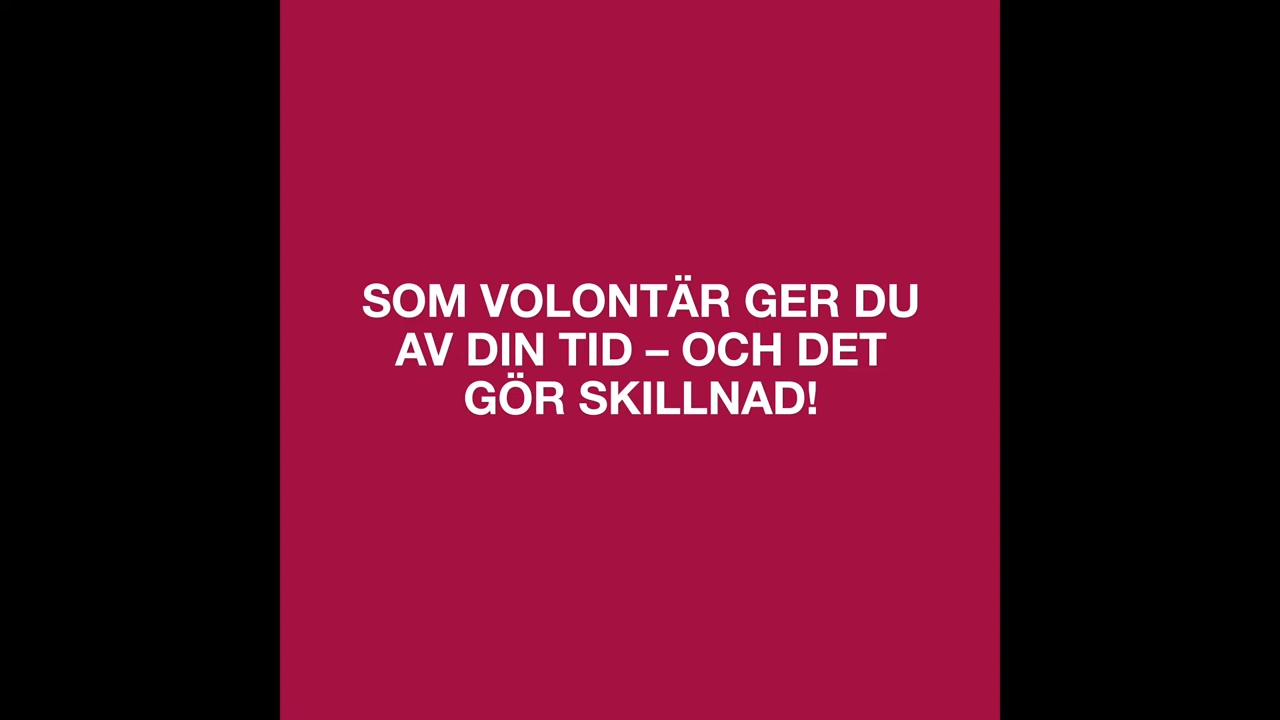 SOM VOLONTÄR GER DU
AV DIN TID – OCH DET
GÖR SKILLNAD!